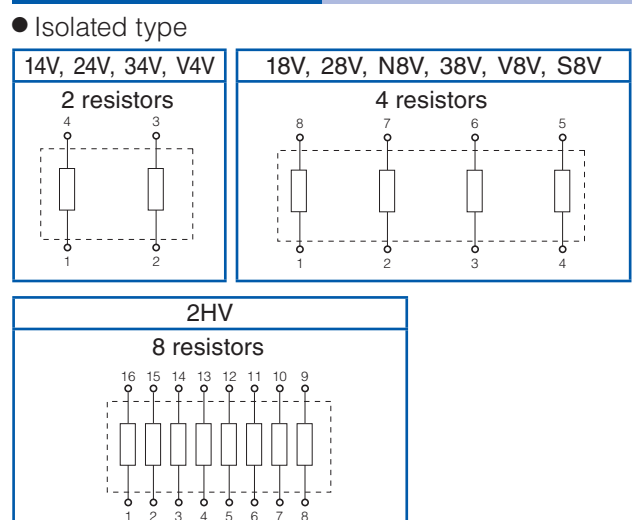 ● Isolated type
14V, 24V, 34V, V4V
2 resistors
4 3
1 2
18V, 28V, N8V, 38V, V8V, S8V
4 resistors
8 7 6 5
1 2 3 4
2HV
8 resistors
16 15 14 13 12 11 10 9
1 2 3 4 5 6 7 8